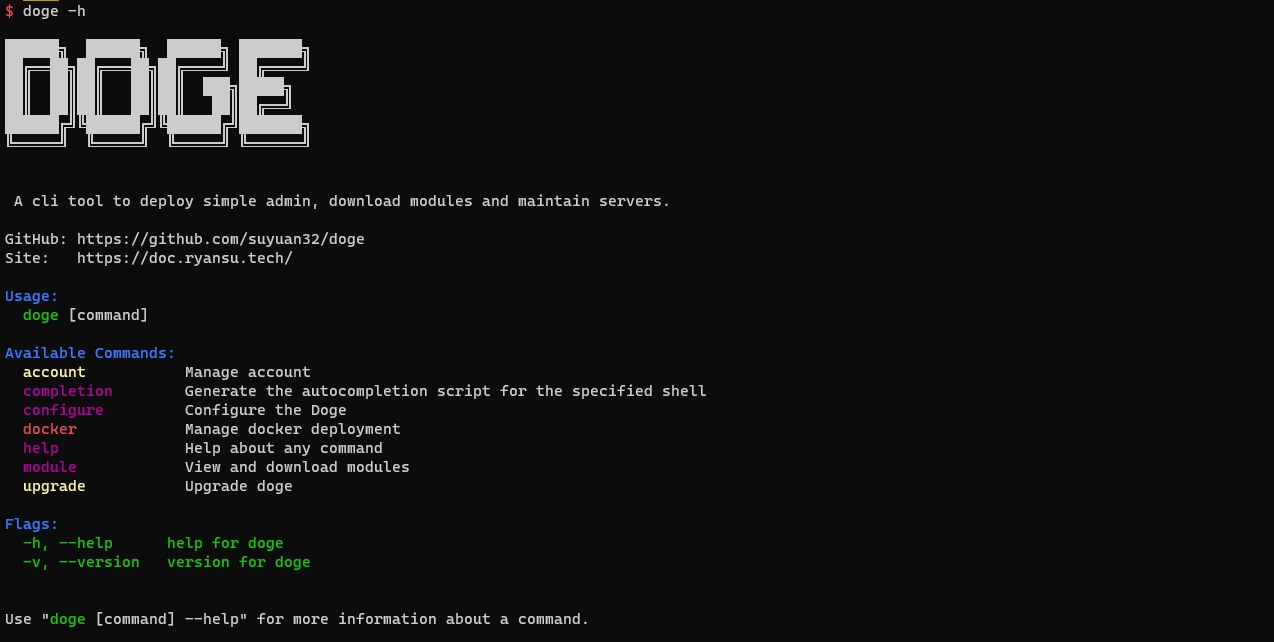 $ doge -h
DOGE
A cli tool to deploy simple admin, download modules and maintain servers.
GitHub: https://github.com/suyuan32/doge
Site:   https://doc.ryansu.tech/
Usage:
  doge [command]
Available Commands:
  account           Manage account
  completion        Generate the autocompletion script for the specified shell
  configure         Configure the Doge
  docker            Manage docker deployment
  help              Help about any command
  module            View and download modules
  upgrade           Upgrade doge
Flags:
  -h, --help      help for doge
  -v, --version   version for doge
Use "doge [command] --help" for more information about a command.